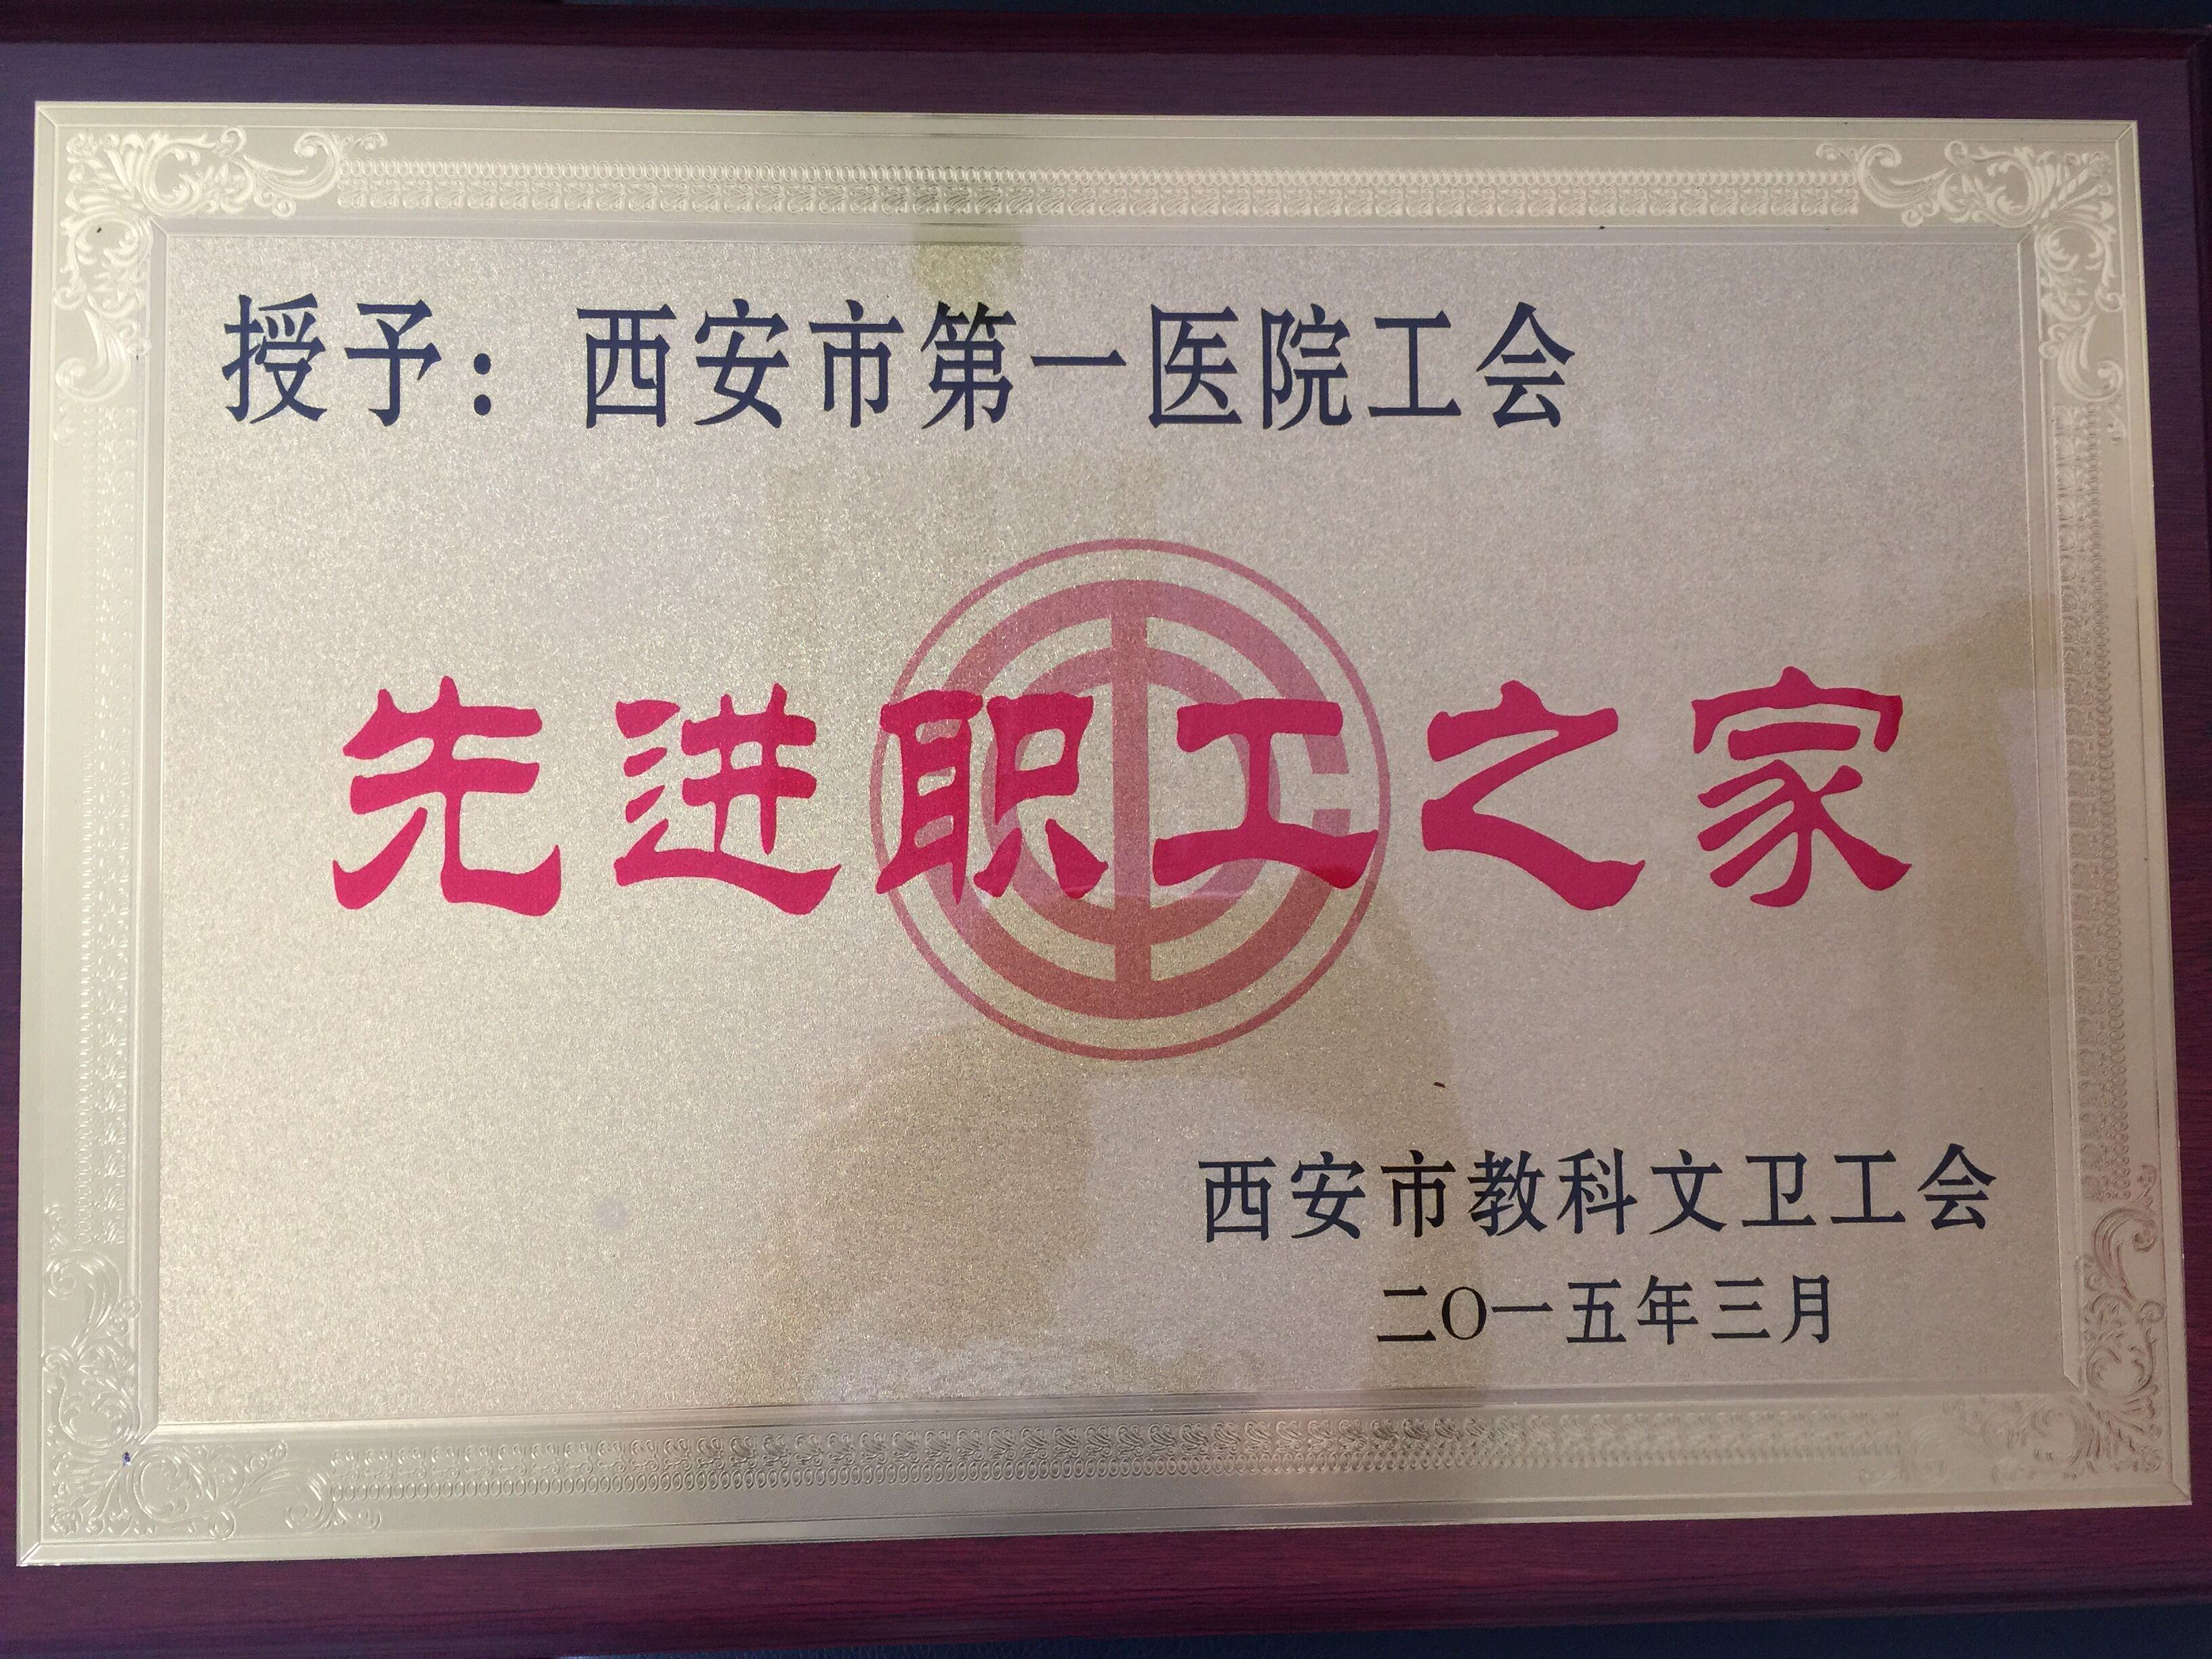 授予：西安市第一医院工会
先进职工之家
西安市教科文卫工会
二〇一五年三月